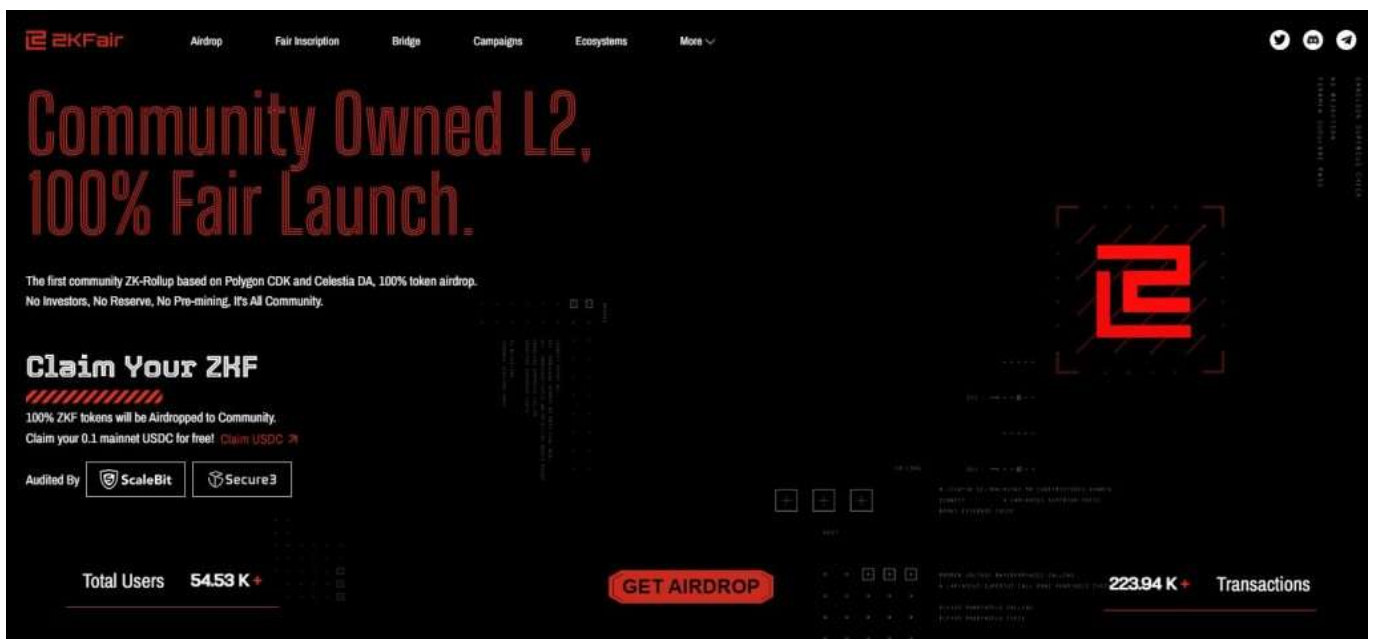 ZKFair
Airdrop
Fair Inscription
Bridge
Campaigns
Ecosystems
More
Community Owned L2,
100% Fair Launch.
The first community ZK-Rollup based on Polygon CDK and Celestia DA, 100% token airdrop.
No Investors, No Reserve, No Pre-mining, It's All Community.
Claim Your ZKF
100% ZKF tokens will be Airdropped to Community.
Claim your 0.1 mainnet USDC for free! Claim USDC
Audited By
ScaleBit
Secure3
Total Users 54.53 K +
GET AIRDROP
223.94 K + Transactions